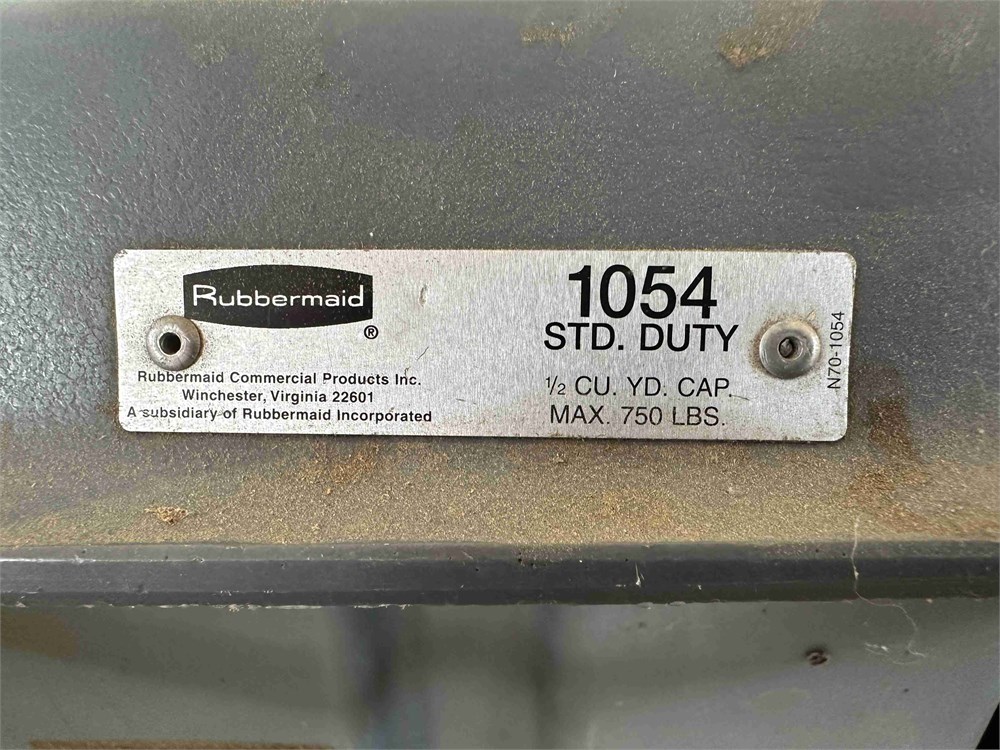 Rubbermaid
®
Rubbermaid Commercial Products Inc.
Winchester, Virginia 22601
A subsidiary of Rubbermaid Incorporated
1054
STD. DUTY
1/2 CU. YD. CAP.
MAX. 750 LBS.
N70-1054